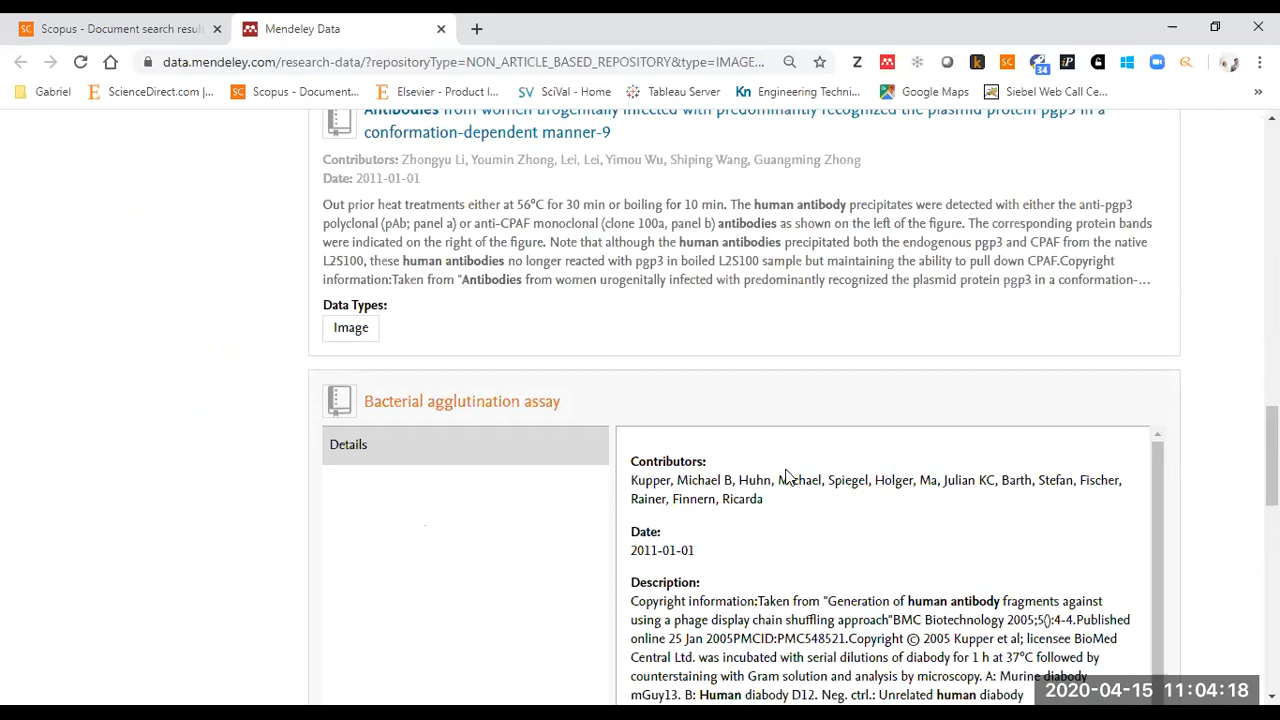 Scopus - Document search result
Mendeley Data
data.mendeley.com/research-data/?repositoryType=NON_ARTICLE_BASED_REPOSITORY&type=IMAGE...
34
Gabriel
ScienceDirect.com |...
Scopus - Document...
Elsevier - Product I...
SciVal - Home
Tableau Server
Engineering Techni...
Google Maps
Siebel Web Call Ce...
»
Antibodies from women urogenitally infected with predominantly recognized the plasmid protein pgp3 in a
conformation-dependent manner-9
Contributors: Zhongyu Li, Youmin Zhong, Lei, Lei, Yimou Wu, Shiping Wang, Guangming Zhong
Date: 2011-01-01
Out prior heat treatments either at 56°C for 30 min or boiling for 10 min. The human antibody precipitates were detected with either the anti-pgp3
polyclonal (pAb; panel a) or anti-CPAF monoclonal (clone 100a, panel b) antibodies as shown on the left of the figure. The corresponding protein bands
were indicated on the right of the figure. Note that although the human antibodies precipitated both the endogenous pgp3 and CPAF from the native
L2S100, these human antibodies no longer reacted with pgp3 in boiled L2S100 sample but maintaining the ability to pull down CPAF.Copyright
information:Taken from "Antibodies from women urogenitally infected with predominantly recognized the plasmid protein pgp3 in a conformation-...
Data Types:
Image
Bacterial agglutination assay
Details
Contributors:
Kupper, Michael B, Huhn, Michael, Spiegel, Holger, Ma, Julian KC, Barth, Stefan, Fischer,
Rainer, Finnern, Ricarda
Date:
2011-01-01
Description:
Copyright information:Taken from "Generation of human antibody fragments against
using a phage display chain shuffling approach"BMC Biotechnology 2005;5():4-4.Published
online 25 Jan 2005PMCID:PMC548521.Copyright © 2005 Kupper et al; licensee BioMed
Central Ltd. was incubated with serial dilutions of diabody for 1 h at 37°C followed by
counterstaining with Gram solution and analysis by microscopy. A: Murine diabody
mGuy13. B: Human diabody D12. Neg. ctrl.: Unrelated human diabody
2020-04-15 11:04:18